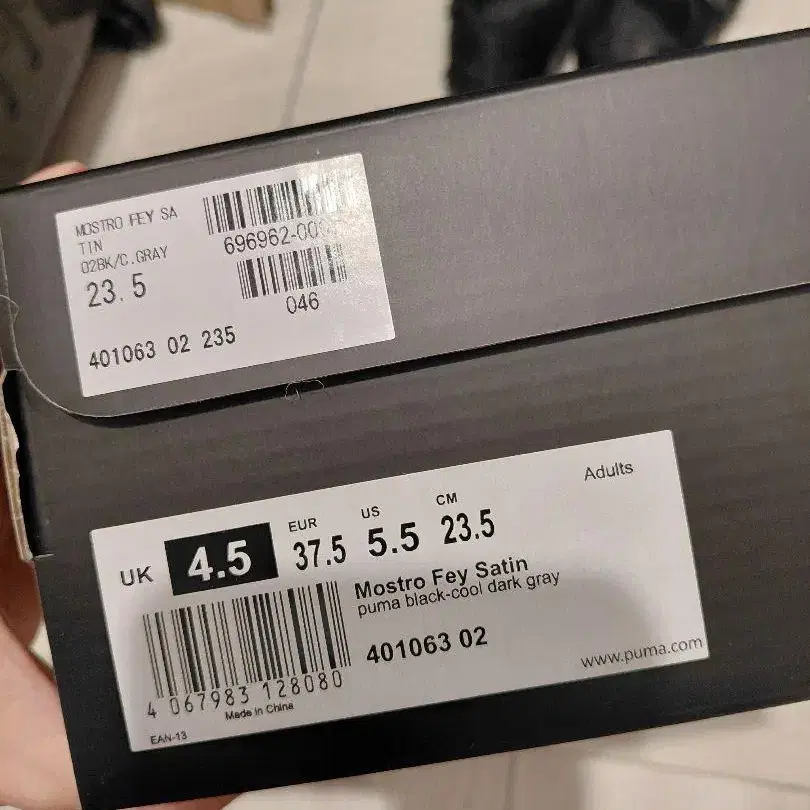 MOSTRO FEY SA
TIN
02BK/C.GRAY
23.5
696962-00
046
401063 02 235
Adults
UK 4.5 EUR 37.5 US 5.5 CM 23.5
Mostro Fey Satin
puma black-cool dark gray
401063 02
4 067983 128080
Made in China
EAN-13
www.puma.com